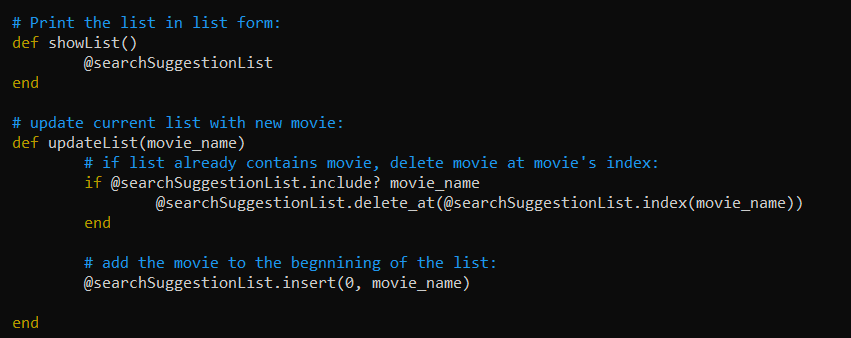 # Print the list in list form:
def showList()
        @searchSuggestionList
end

# update current list with new movie:
def updateList(movie_name)
        # if list already contains movie, delete movie at movie's index:
        if @searchSuggestionList.include? movie_name
                @searchSuggestionList.delete_at(@searchSuggestionList.index(movie_name))
        end

        # add the movie to the begnnining of the list:
        @searchSuggestionList.insert(0, movie_name)

end